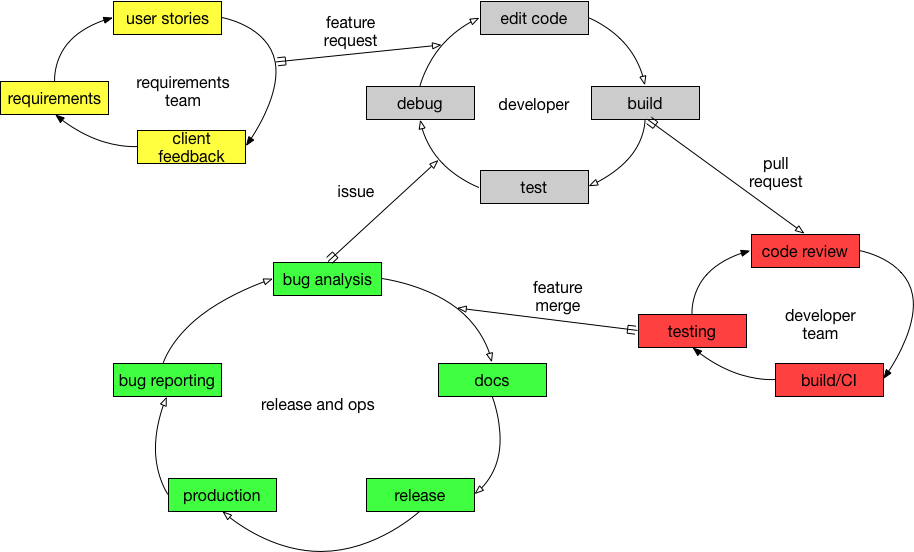 user stories
feature
request
edit code
requirements
requirements
team
client
feedback
debug
developer
build
test
issue
pull
request
code review
bug analysis
feature
merge
testing
developer
team
build/CI
bug reporting
docs
release and ops
production
release